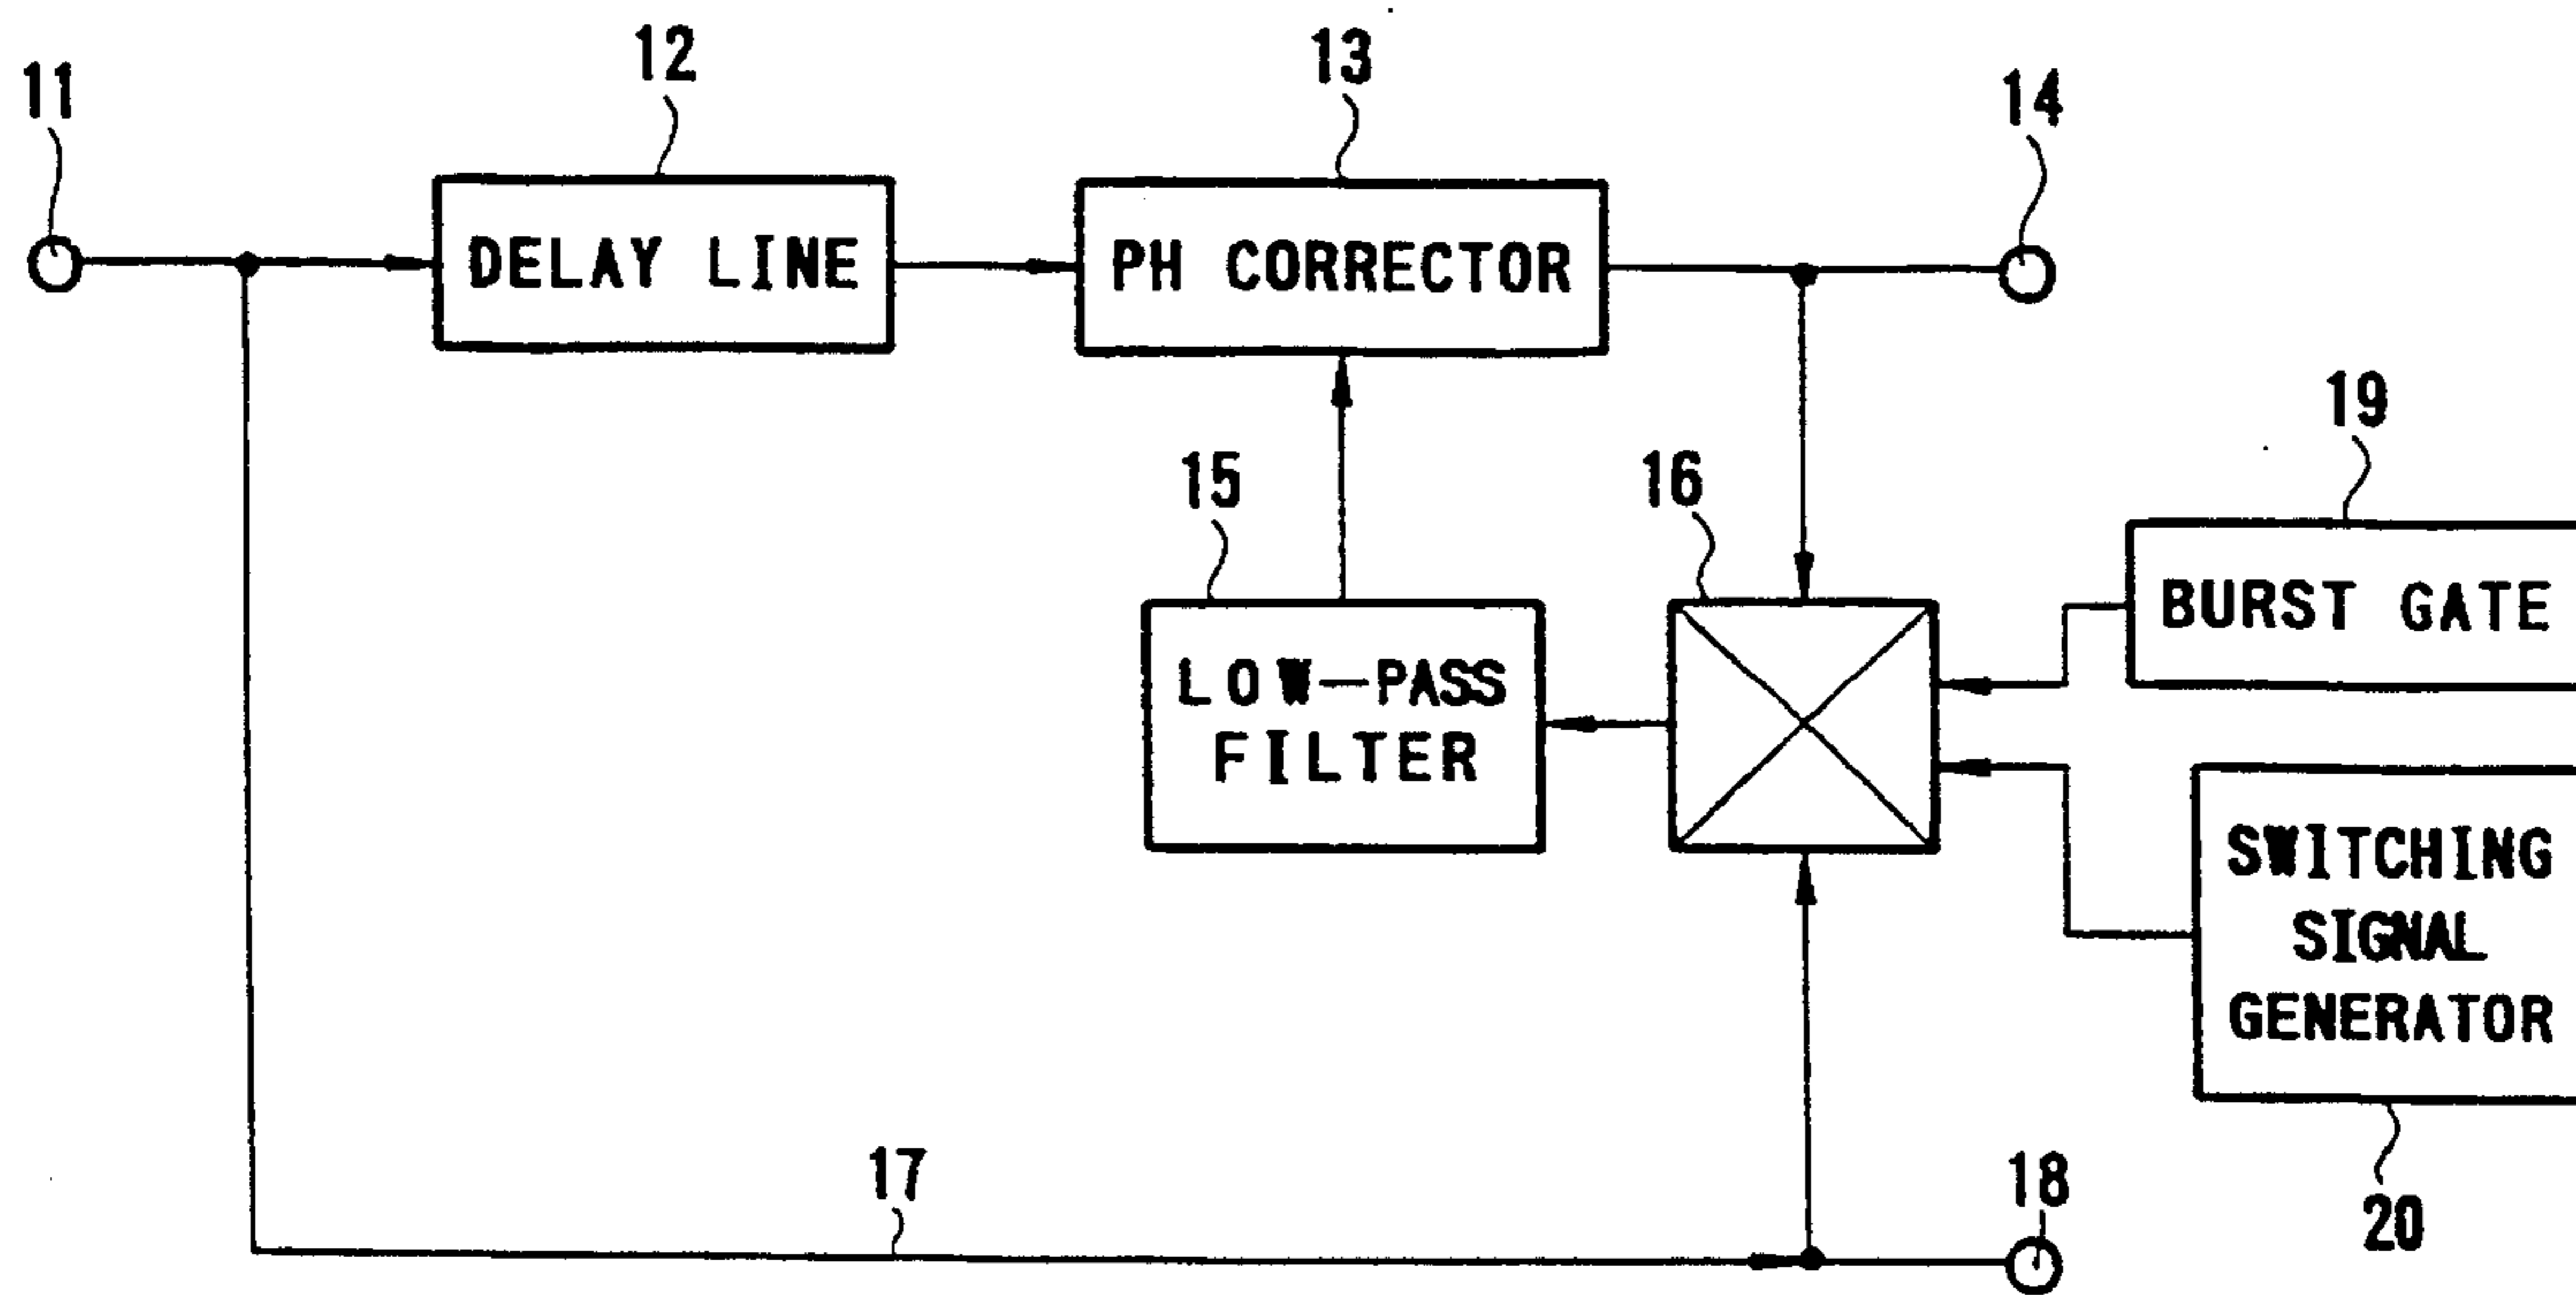 11
12
13
14
DELAY LINE
PH CORRECTOR
15
16
19
LOW-PASS
FILTER
BURST GATE
SWITCHING
SIGNAL
GENERATOR
17
18
20